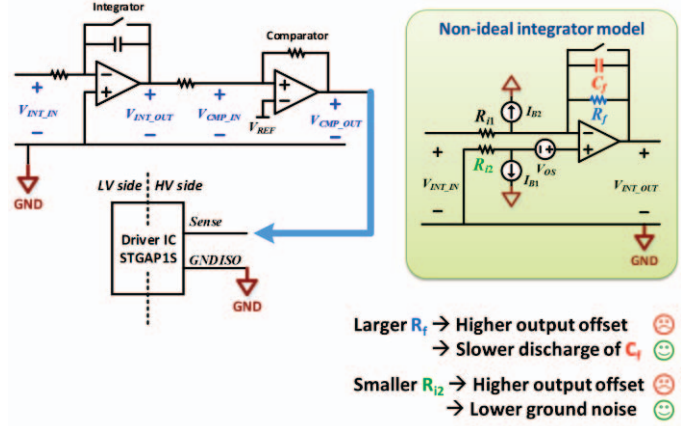 Integrator
Comparator
V_INT_IN
V_INT_OUT
V_CMP_IN
V_REF
V_CMP_OUT
GND
LV side HV side
Driver IC
STGAP1S
Sense
GNDISO
GND
Non-ideal integrator model
C_f
R_f
I_B2
R_i1
R_i2
V_OS
I_B1
V_INT_IN
V_INT_OUT
GND
Larger R_f → Higher output offset
→ Slower discharge of C_f
Smaller R_i2 → Higher output offset
→ Lower ground noise